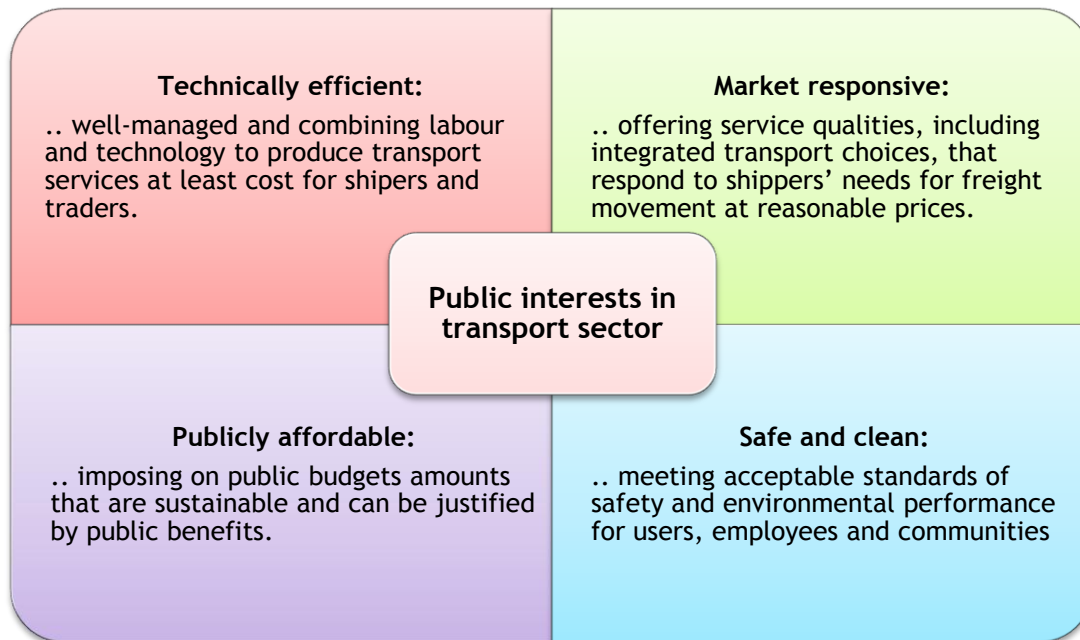 Technically efficient:
.. well-managed and combining labour
and technology to produce transport
services at least cost for shipers and
traders.
Market responsive:
.. offering service qualities, including
integrated transport choices, that
respond to shippers’ needs for freight
movement at reasonable prices.
Public interests in
transport sector
Publicly affordable:
.. imposing on public budgets amounts
that are sustainable and can be justified
by public benefits.
Safe and clean:
.. meeting acceptable standards of
safety and environmental performance
for users, employees and communities